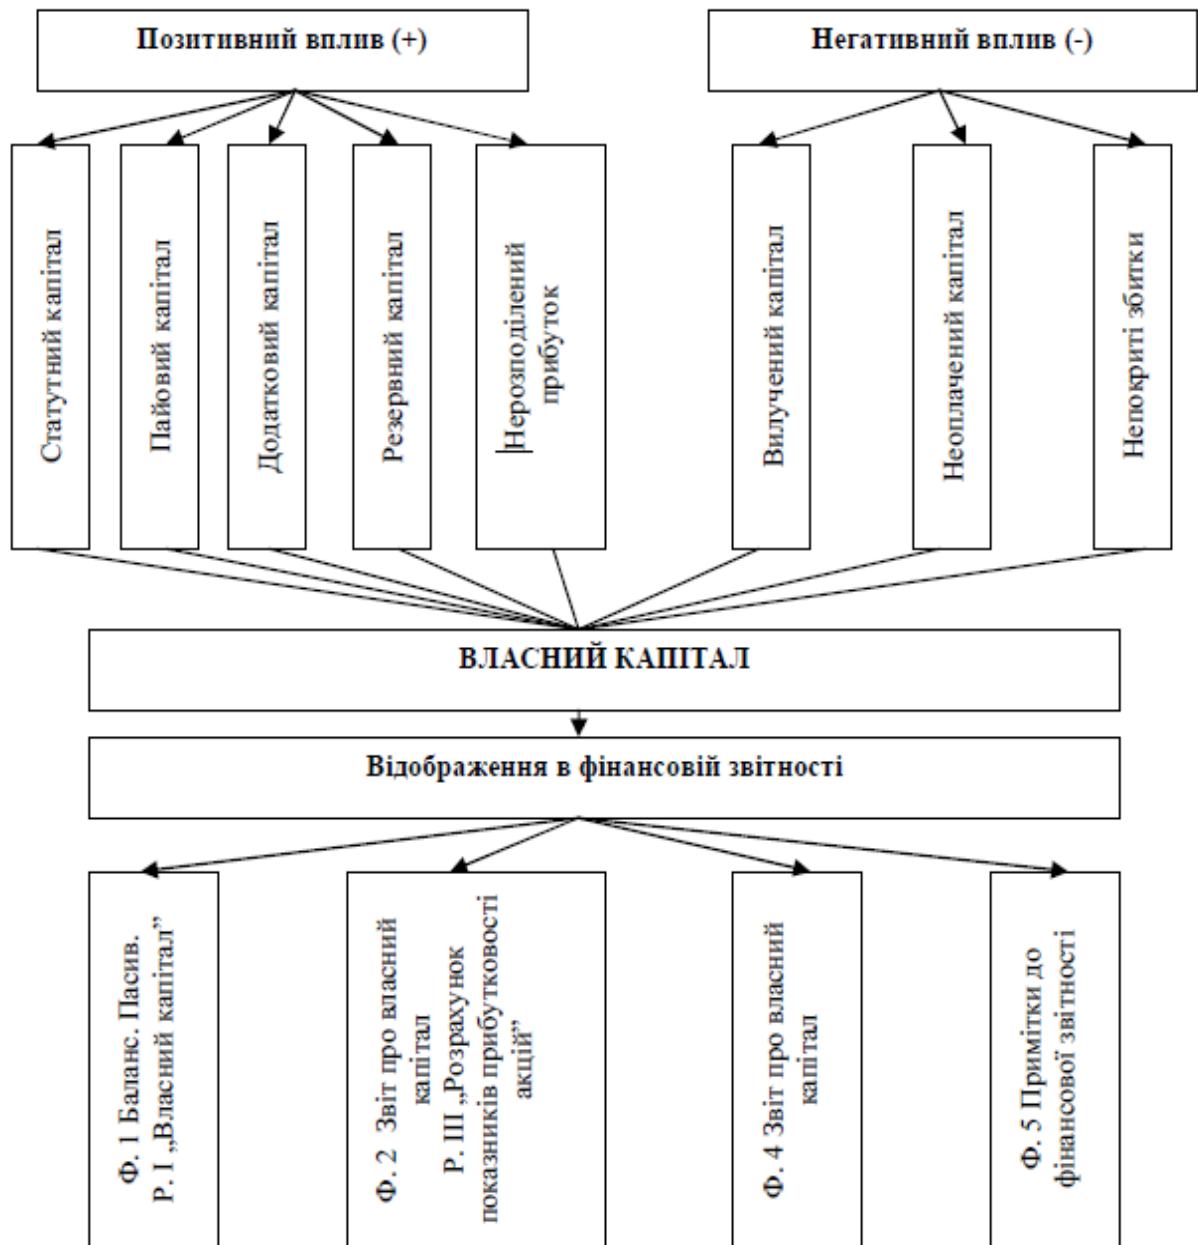 Позитивний вплив (+)
Негативний вплив (-)
Статутний капітал
Пайовий капітал
Додатковий капітал
Резервний капітал
Нерозподілений
прибуток
Вилучений капітал
Неоплачений капітал
Непокриті збитки
ВЛАСНИЙ КАПІТАЛ
Відображення в фінансовій звітності
Ф. 1 Баланс. Пасив.
Р. І „Власний капітал”
Ф. 2 Звіт про власний
капітал
Р. ІІІ „Розрахунок
показників прибутковості
акцій”
Ф. 4 Звіт про власний
капітал
Ф. 5 Примітки до
фінансової звітності